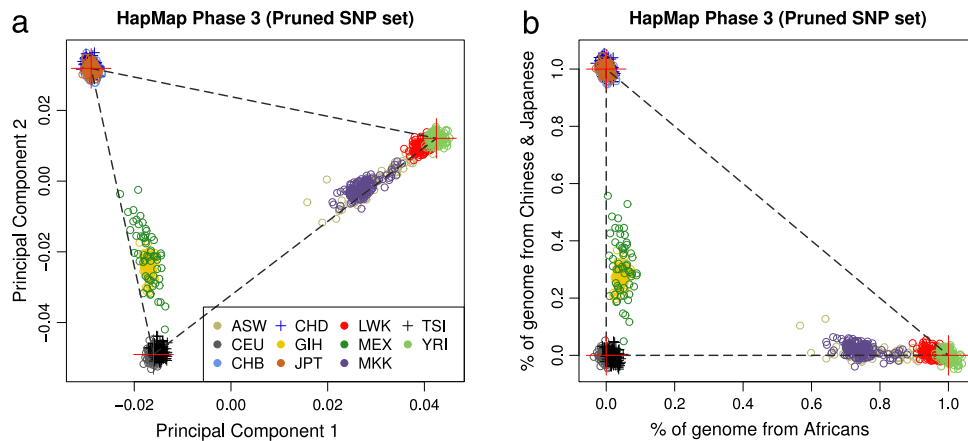 a
HapMap Phase 3 (Pruned SNP set)
Principal Component 2
0.02
0.00
−0.02
−0.04
ASW
CEU
CHB
CHD
GIH
JPT
LWK
MEX
MKK
TSI
YRI
−0.02 0.00 0.02 0.04
Principal Component 1
b
HapMap Phase 3 (Pruned SNP set)
% of genome from Chinese & Japanese
1.0
0.8
0.6
0.4
0.2
0.0
0.0 0.2 0.4 0.6 0.8 1.0
% of genome from Africans